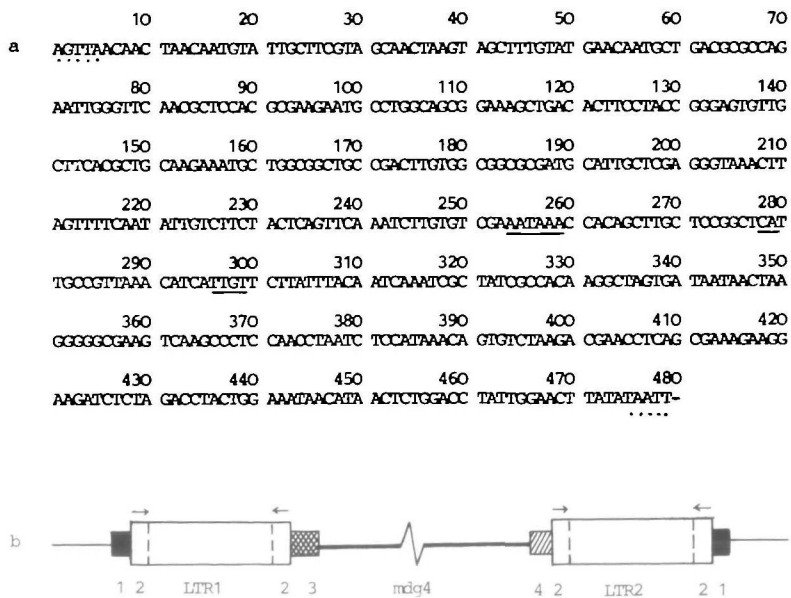 10 20 30 40 50 60 70
a AGTTAACAAC TAACAATGTA TTGCTTCGTA GCAACTAAGT AGCTTTGTAT GAACAATGCT GACGCGCCAG
80 90 100 110 120 130 140
AATTGGGTTC AACGCTCCAC GCGAAGAATG CCTGGCAGCG GAAAGCTGAC ACTTCCTACC GGGAGTGTTG
150 160 170 180 190 200 210
CTTCACGCTG CAAGAAATGC TGGCGGCTGC CGACTTGTGG CGGCGCGATG CATTGCTCGA GGGTAAACTT
220 230 240 250 260 270 280
AGTTTTCAAT ATTGTCTTCT ACTCAGTTCA AATCTTGTGT CGAAATAAAC CACAGCTTGC TCCGGCTCAT
290 300 310 320 330 340 350
TGCCGTTAAA CATCATTGTT CTTATTTACA ATCAAATCGC TATCGCCACA AGGCTAGTGA TAATAACTAA
360 370 380 390 400 410 420
GGGGGCGAAG TCAAGCCCTC CAACCTAATC TCCATAAACA GTGTCTAAGA CGAACCTCAG CGAAAGAAGG
430 440 450 460 470 480
AAGATCTCTA GACCTACTGG AAATAACATA ACTCTGGACC TATTGGAACT TATATAATT-
b
1 2 LTR1 2 3 mdg4 4 2 LTR2 2 1